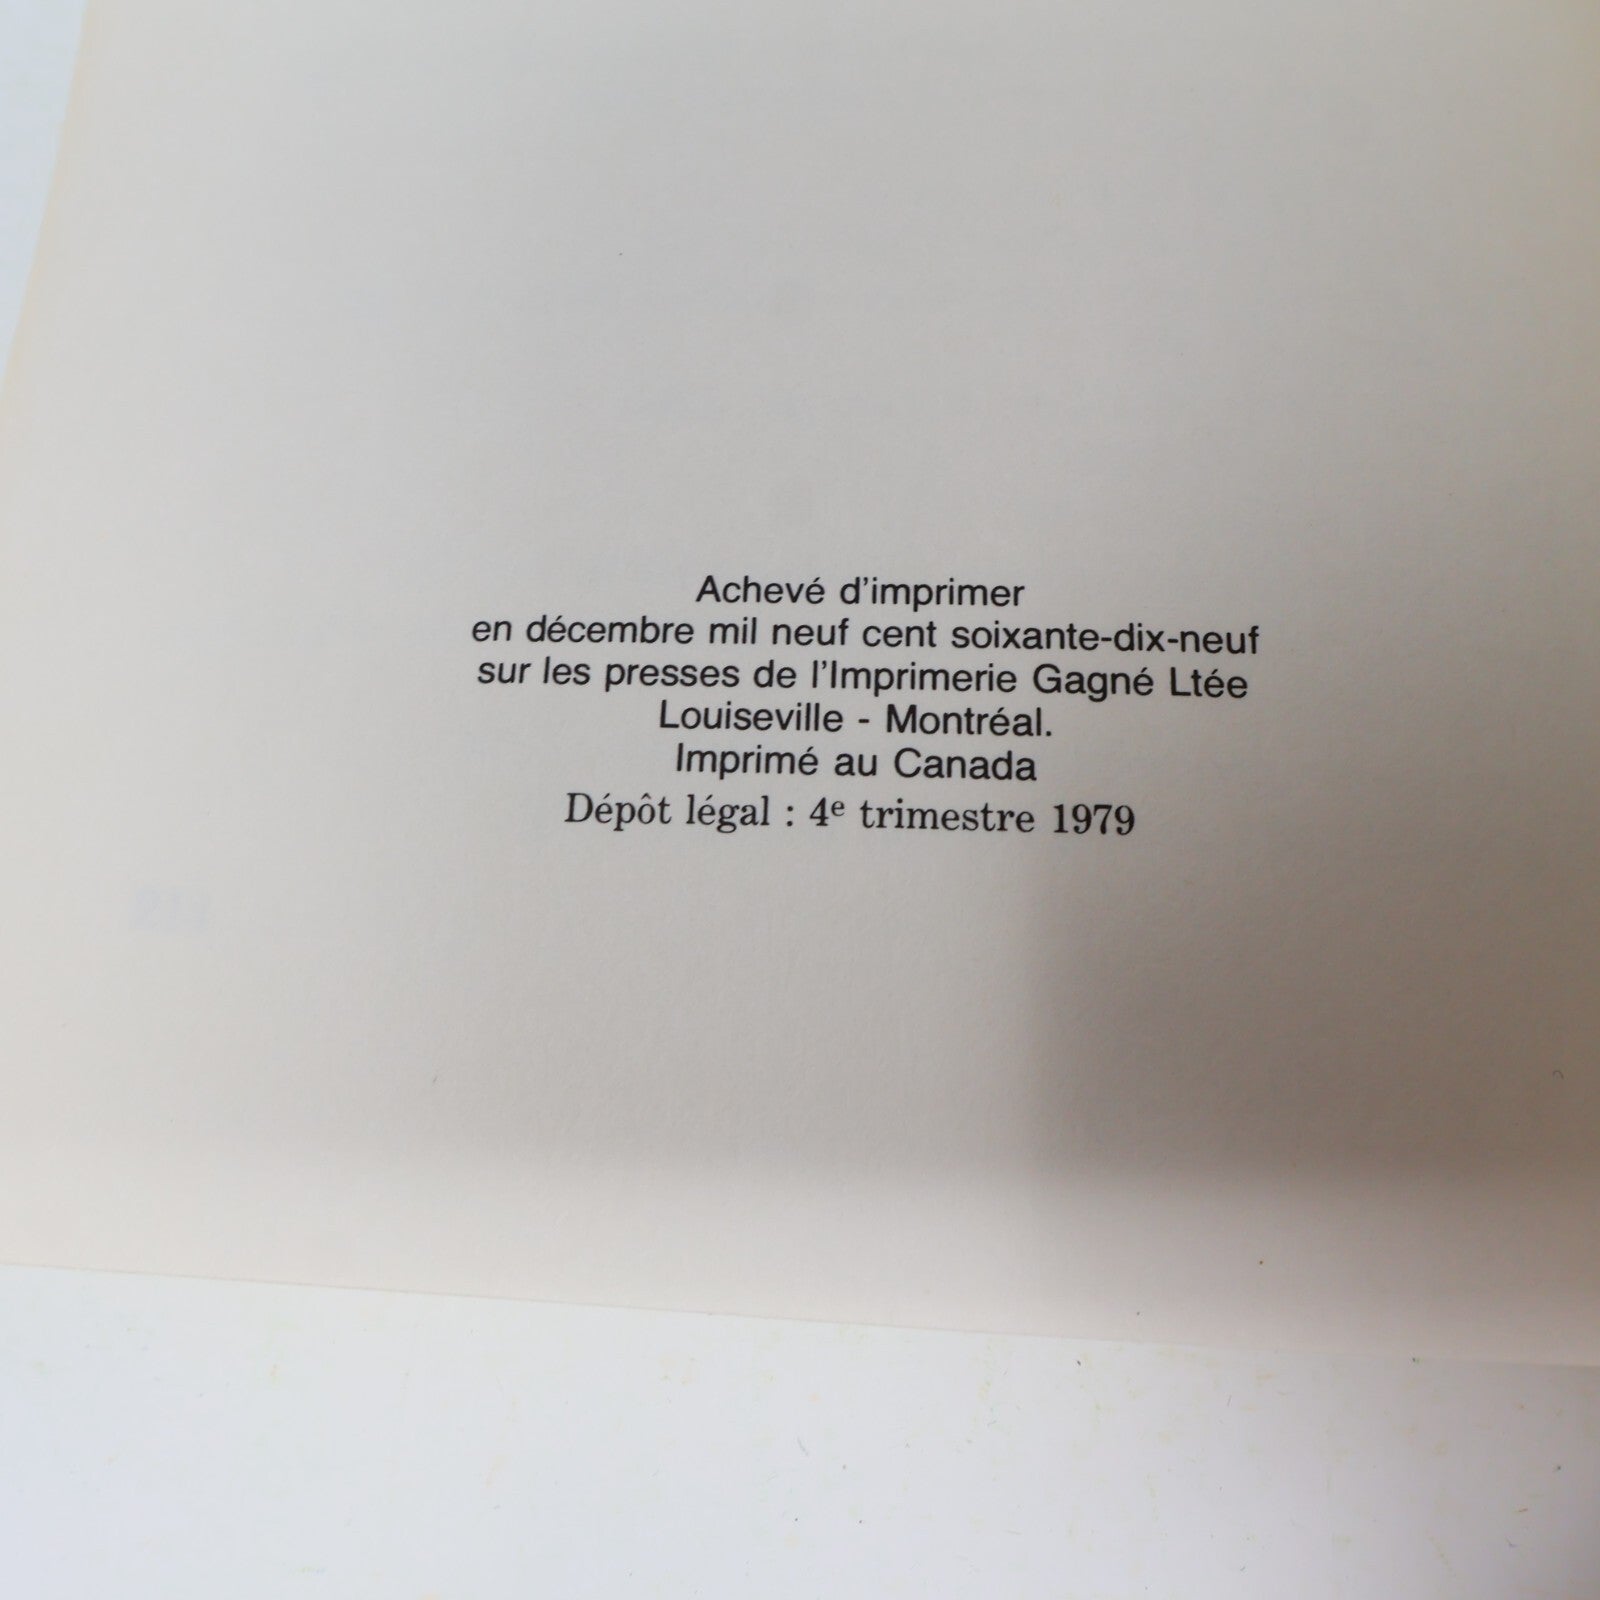 Achevé d'imprimer
en décembre mil neuf cent soixante-dix-neuf
sur les presses de l'Imprimerie Gagné Ltée
Louiseville - Montréal.
Imprimé au Canada
Dépôt légal : 4e trimestre 1979